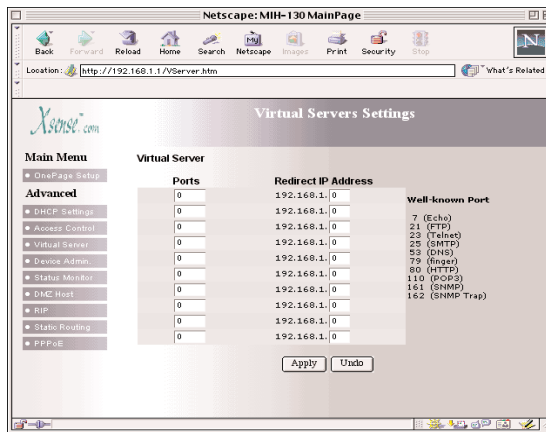 Netscape: MIH-130 MainPage
Back Forward Reload Home Search Netscape Images Print Security Stop
My
N
Location: http://192.168.1.1/VServer.htm What's Related
Xsense.com™
Virtual Servers Settings
Main Menu
OnePage Setup
Advanced
DHCP Settings
Access Control
Virtual Server
Device Admin.
Status Monitor
DMZ Host
RIP
Static Routing
PPPoE
Virtual Server
Ports Redirect IP Address
0 192.168.1. 0
0 192.168.1. 0
0 192.168.1. 0
0 192.168.1. 0
0 192.168.1. 0
0 192.168.1. 0
0 192.168.1. 0
0 192.168.1. 0
0 192.168.1. 0
0 192.168.1. 0
Apply Undo
Well-known Port
7 (Echo)
21 (FTP)
23 (Telnet)
25 (SMTP)
53 (DNS)
79 (finger)
80 (HTTP)
110 (POP3)
161 (SNMP)
162 (SNMP Trap)